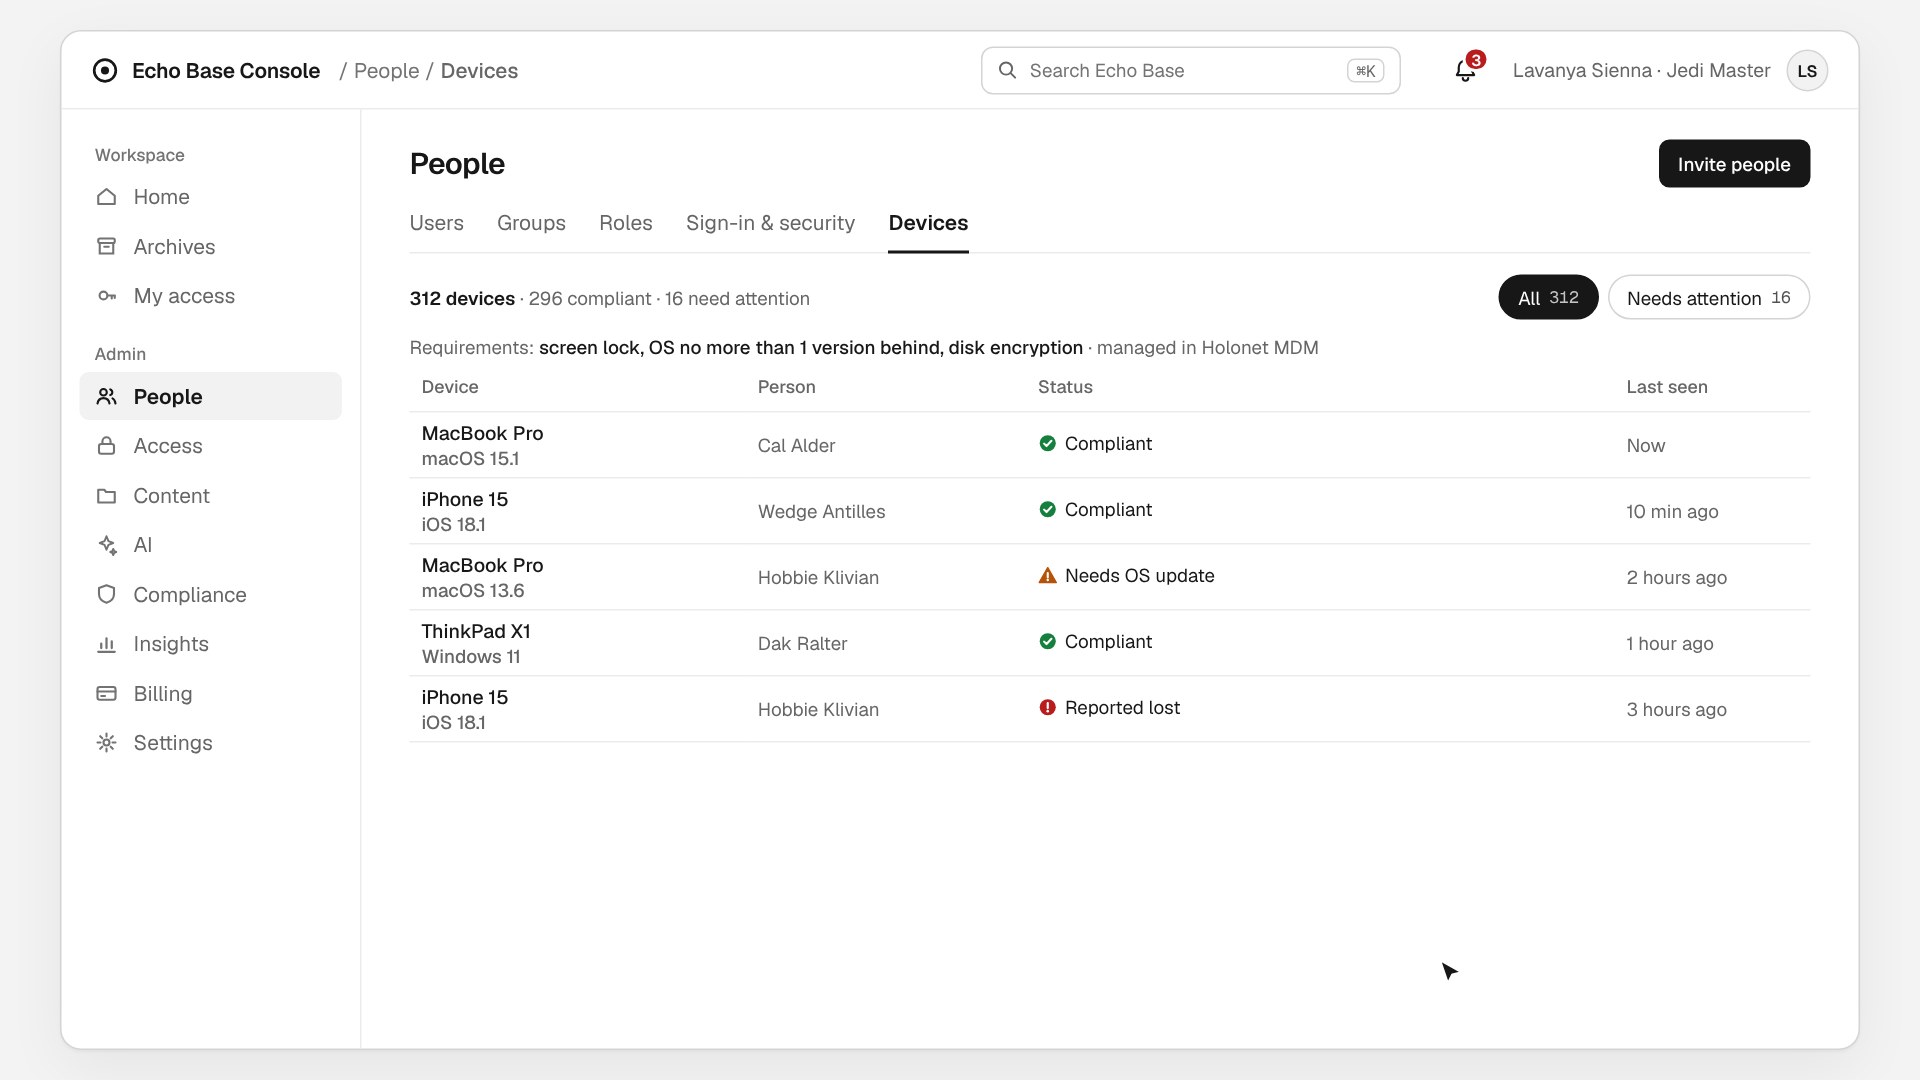 Echo Base Console / People / Devices
Search Echo Base ⌘K
3
Lavanya Sienna · Jedi Master LS
Workspace
Home
Archives
My access
Admin
People
Access
Content
AI
Compliance
Insights
Billing
Settings
People
Invite people
Users Groups Roles Sign-in & security Devices
312 devices · 296 compliant · 16 need attention
All 312 Needs attention 16
Requirements: screen lock, OS no more than 1 version behind, disk encryption · managed in Holonet MDM
Device Person Status Last seen
MacBook Pro
macOS 15.1
Cal Alder
Compliant
Now
iPhone 15
iOS 18.1
Wedge Antilles
Compliant
10 min ago
MacBook Pro
macOS 13.6
Hobbie Klivian
Needs OS update
2 hours ago
ThinkPad X1
Windows 11
Dak Ralter
Compliant
1 hour ago
iPhone 15
iOS 18.1
Hobbie Klivian
Reported lost
3 hours ago